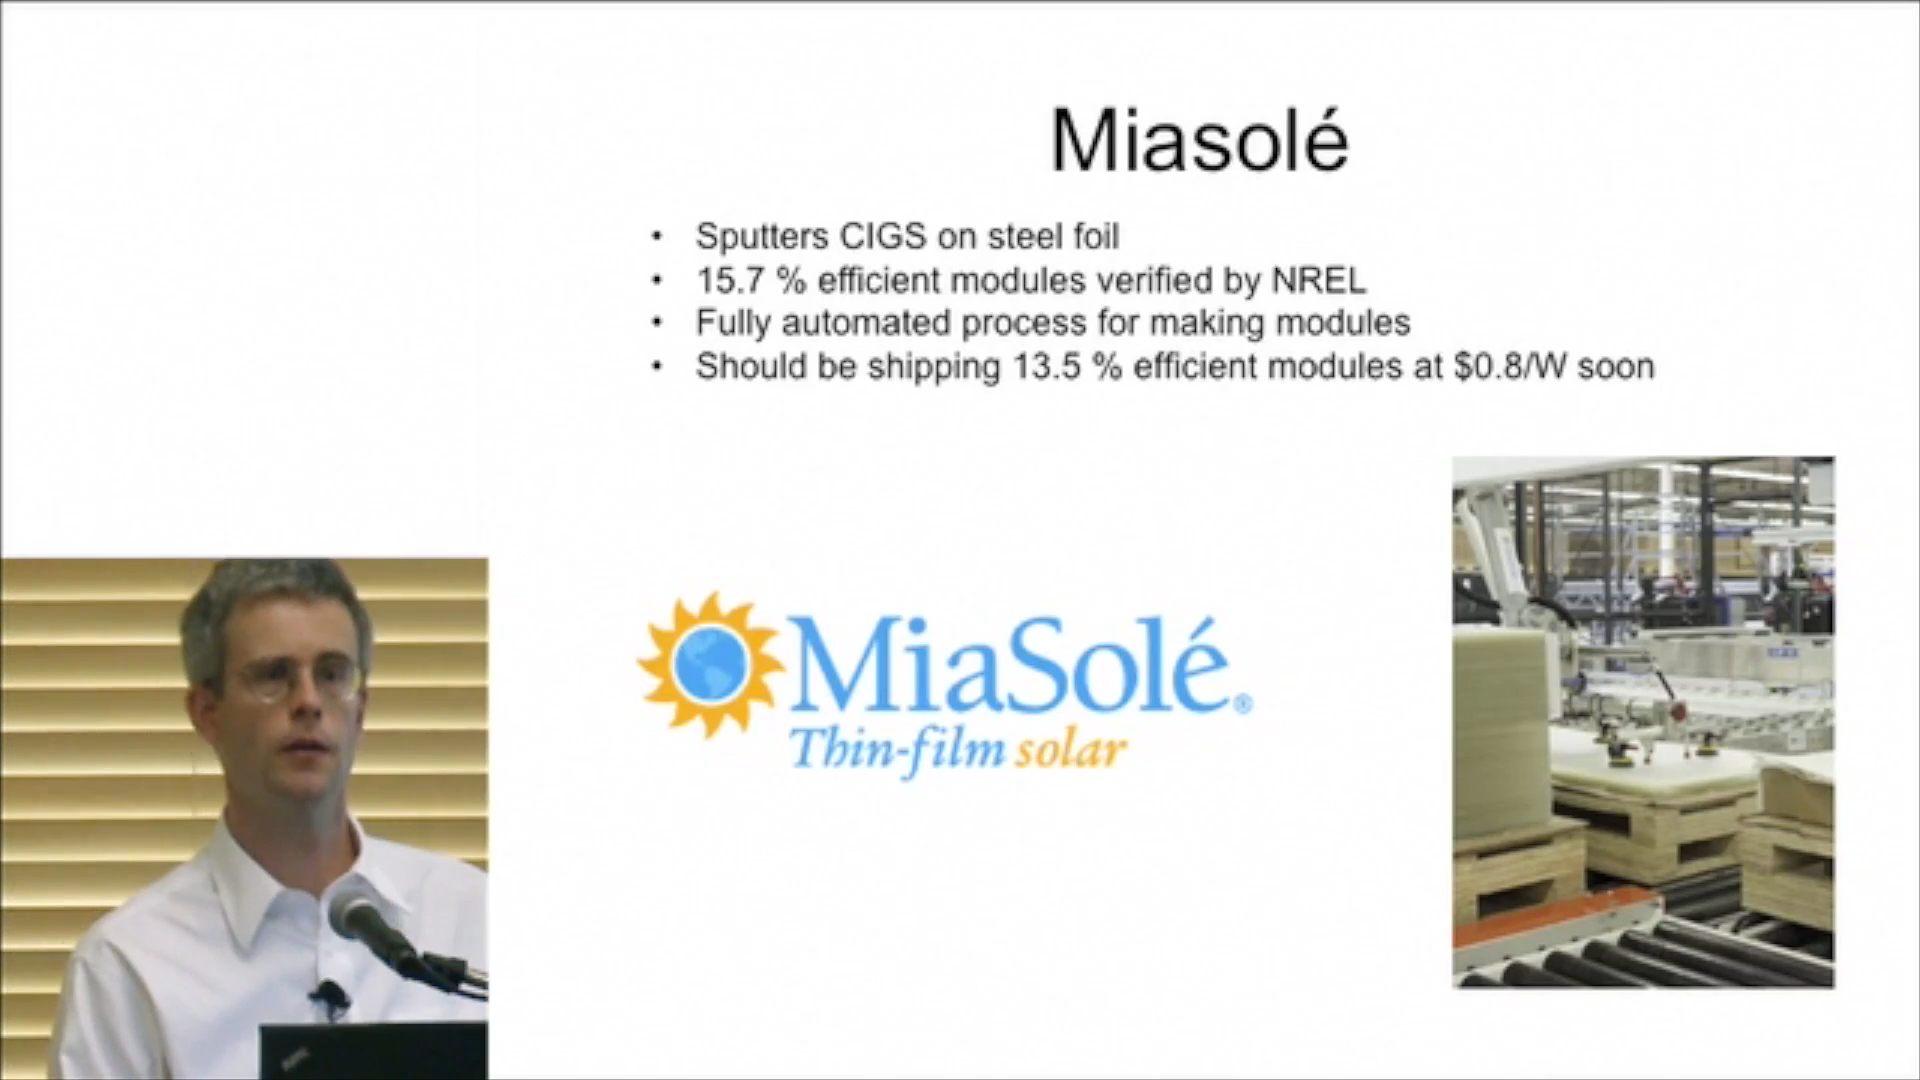 Miasolé
• Sputters CIGS on steel foil
• 15.7 % efficient modules verified by NREL
• Fully automated process for making modules
• Should be shipping 13.5 % efficient modules at $0.8/W soon
MiaSolé®
Thin-film solar